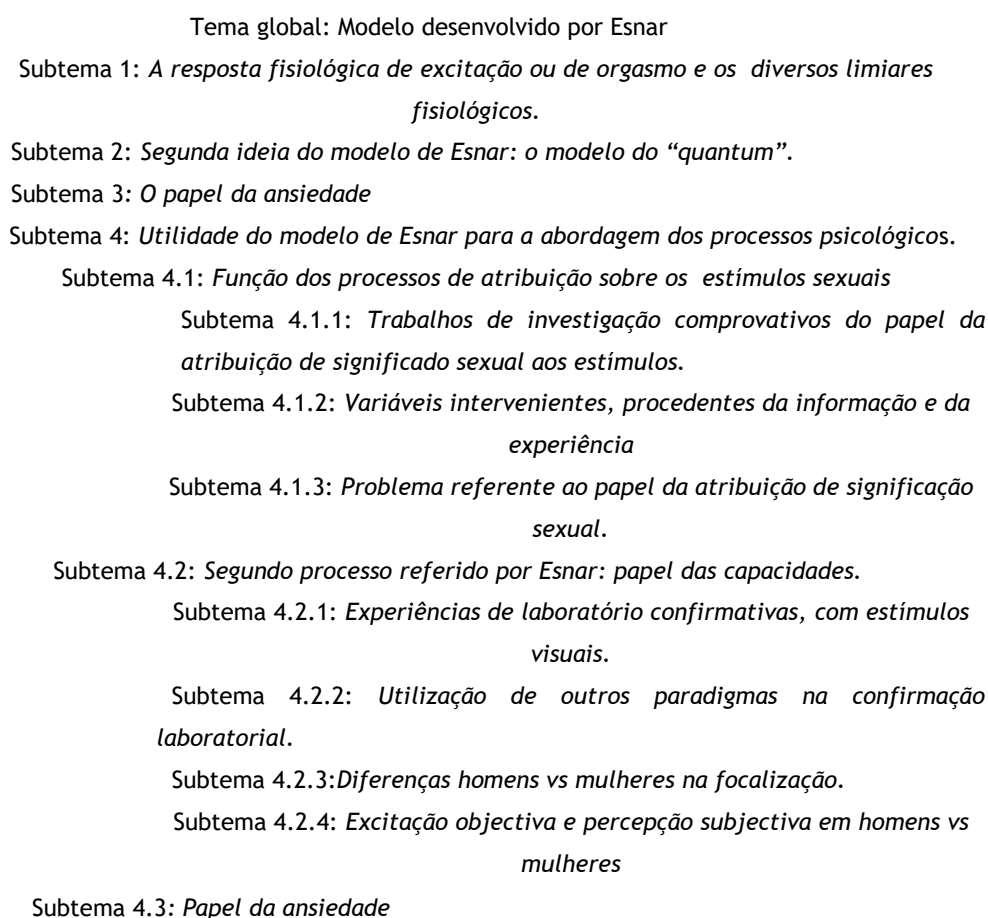 Tema global: Modelo desenvolvido por Esnar
Subtema 1: A resposta fisiológica de excitação ou de orgasmo e os diversos limiares
fisiológicos.
Subtema 2: Segunda ideia do modelo de Esnar: o modelo do “quantum”.
Subtema 3: O papel da ansiedade
Subtema 4: Utilidade do modelo de Esnar para a abordagem dos processos psicológicos.
Subtema 4.1: Função dos processos de atribuição sobre os estímulos sexuais
Subtema 4.1.1: Trabalhos de investigação comprovativos do papel da
atribuição de significado sexual aos estímulos.
Subtema 4.1.2: Variáveis intervenientes, procedentes da informação e da
experiência
Subtema 4.1.3: Problema referente ao papel da atribuição de significação
sexual.
Subtema 4.2: Segundo processo referido por Esnar: papel das capacidades.
Subtema 4.2.1: Experiências de laboratório confirmativas, com estímulos
visuais.
Subtema 4.2.2: Utilização de outros paradigmas na confirmação
laboratorial.
Subtema 4.2.3:Diferenças homens vs mulheres na focalização.
Subtema 4.2.4: Excitação objectiva e percepção subjectiva em homens vs
mulheres
Subtema 4.3: Papel da ansiedade